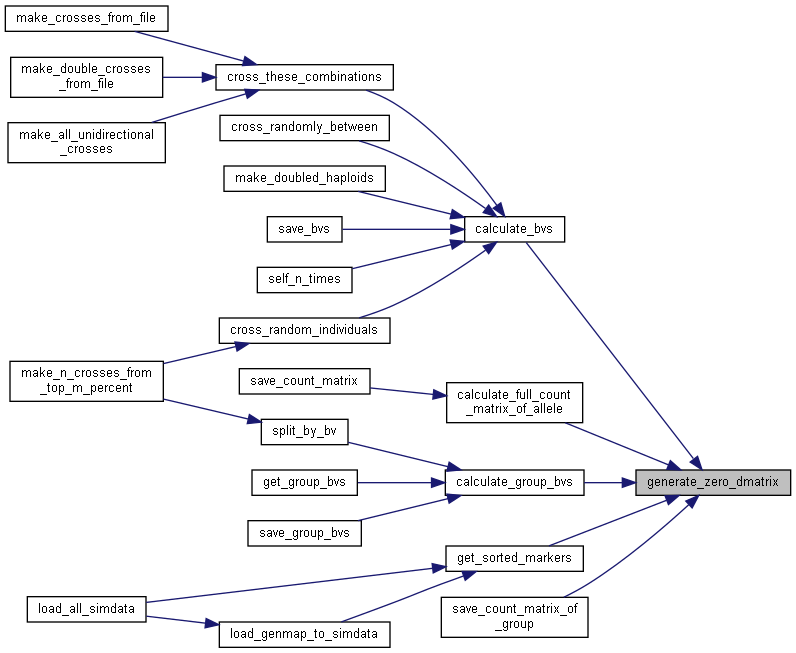 make_crosses_from_file
make_double_crosses
_from_file
cross_these_combinations
make_all_unidirectional
_crosses
cross_randomly_between
make_doubled_haploids
save_bvs
calculate_bvs
self_n_times
cross_random_individuals
make_n_crosses_from
_top_m_percent
save_count_matrix
calculate_full_count
_matrix_of_allele
split_by_bv
get_group_bvs
calculate_group_bvs
generate_zero_dmatrix
save_group_bvs
get_sorted_markers
load_all_simdata
load_genmap_to_simdata
save_count_matrix_of
_group